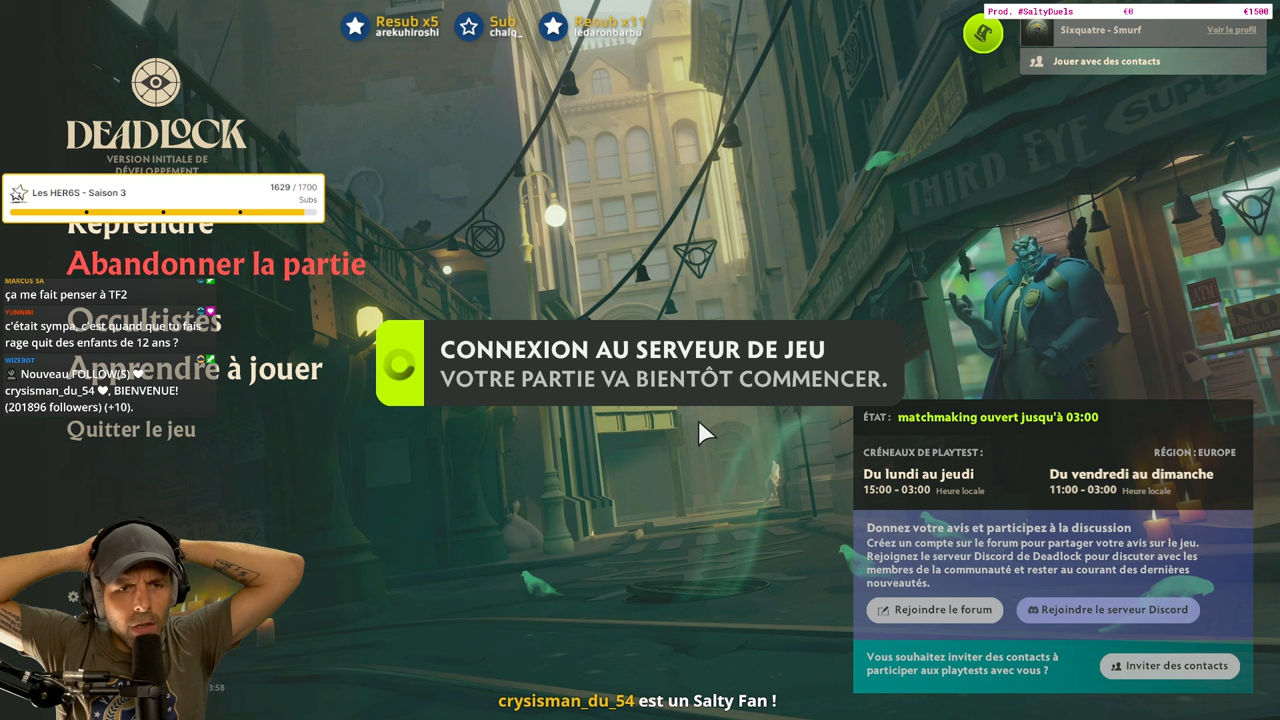 Resub x5
arekuhiroshi
Sub
chalq_
Resub x11
ledaronbarbu
Prod. #SaltyDuels €0 €1500
Sixquatre - Smurf
Voir le profil
Jouer avec des contacts
DEADLOCK
VERSION INITIALE DE
DÉVELOPPEMENT
Les HER6S - Saison 3
1629 / 1700
Subs
Reprendre
Abandonner la partie
MARCUS SA
ça me fait penser à TF2
Occultistes
YUNNIM
c'était sympa, c'est quand que tu fais
rage quit des enfants de 12 ans ?
Apprendre à jouer
WIZEBOT
Nouveau FOLLOW(S)
crysisman_du_54 ♥, BIENVENUE!
(201896 followers) (+10).
Quitter le jeu
CONNEXION AU SERVEUR DE JEU
VOTRE PARTIE VA BIENTÔT COMMENCER.
THIRD EYE
ATM
NO
ÉTAT : matchmaking ouvert jusqu'à 03:00
CRÉNEAUX DE PLAYTEST :
RÉGION : EUROPE
Du lundi au jeudi
15:00 - 03:00 Heure locale
Du vendredi au dimanche
11:00 - 03:00 Heure locale
Donnez votre avis et participez à la discussion
Créez un compte sur le forum pour partager votre avis sur le jeu.
Rejoignez le serveur Discord de Deadlock pour discuter avec les
membres de la communauté et rester au courant des dernières
nouveautés.
Rejoindre le forum
Rejoindre le serveur Discord
Vous souhaitez inviter des contacts à
participer aux playtests avec vous ?
Inviter des contacts
3:58
crysisman_du_54 est un Salty Fan !